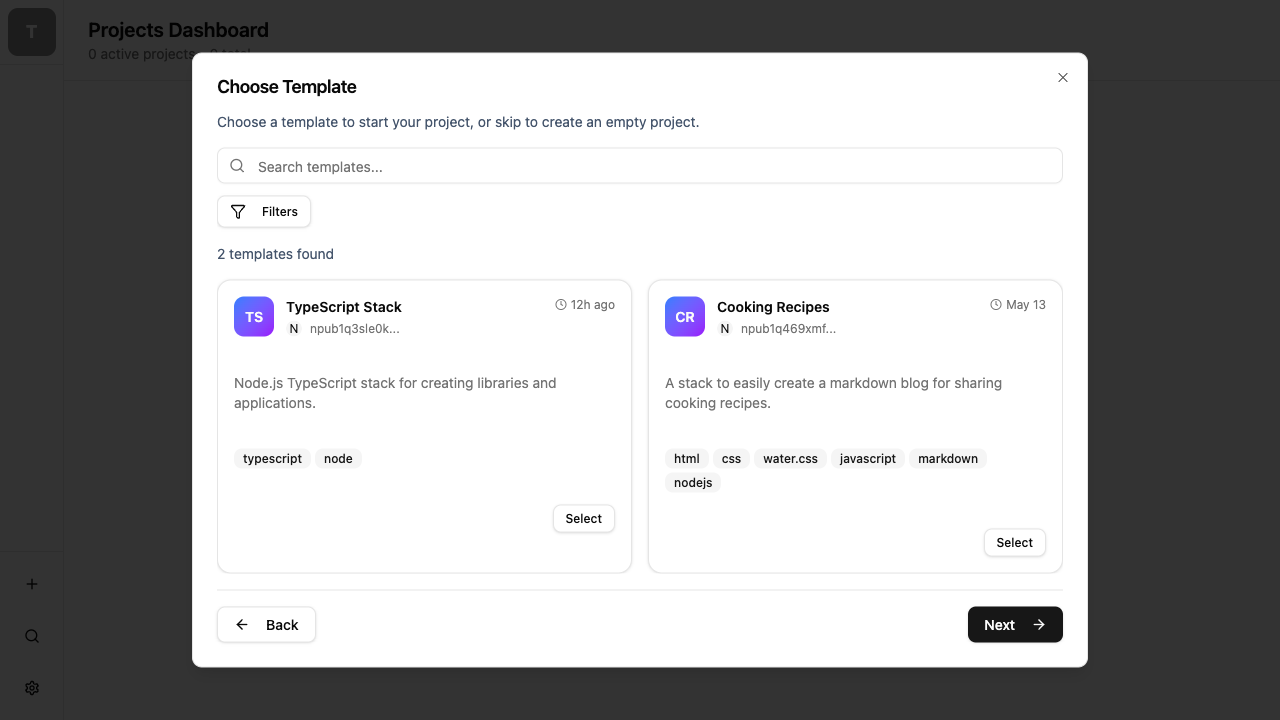 T
Projects Dashboard
0 active projects
Choose Template
Choose a template to start your project, or skip to create an empty project.
Search templates...
Filters
2 templates found
TS
TypeScript Stack
12h ago
N npub1q3sle0k...
Node.js TypeScript stack for creating libraries and
applications.
typescript node
Select
CR
Cooking Recipes
May 13
N npub1q469xmf...
A stack to easily create a markdown blog for sharing
cooking recipes.
html css water.css javascript markdown
nodejs
Select
Back
Next